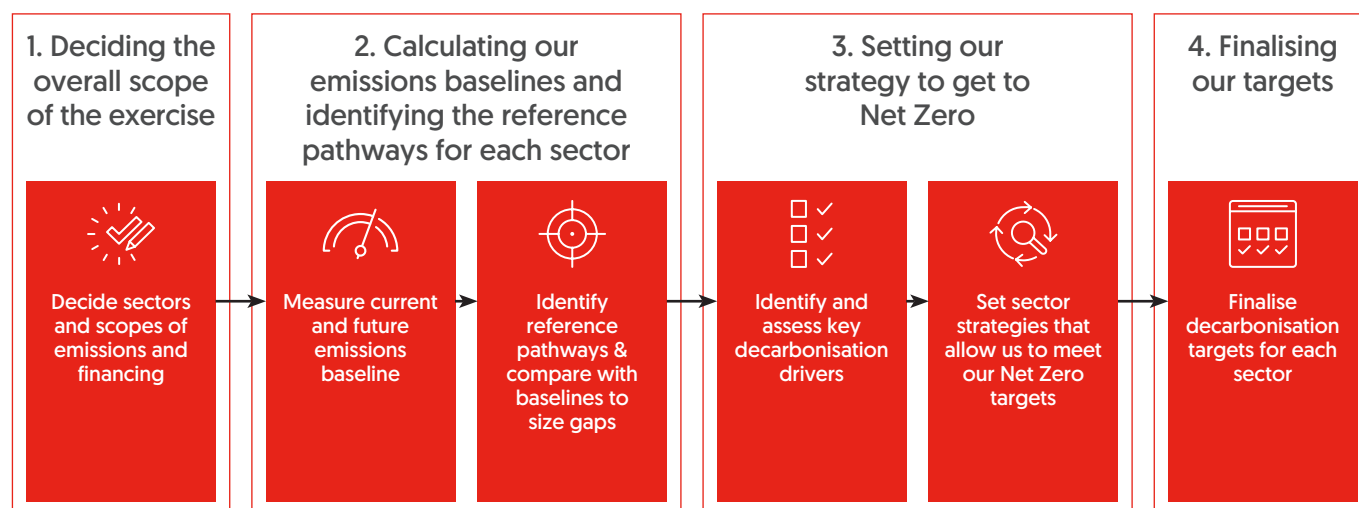 1. Deciding the
overall scope
of the exercise
2. Calculating our
emissions baselines and
identifying the reference
pathways for each sector
3. Setting our
strategy to get to
Net Zero
4. Finalising
our targets
Decide sectors
and scopes of
emissions and
financing
Measure current
and future
emissions
baseline
Identify
reference
pathways &
compare with
baselines to
size gaps
Identify and
assess key
decarbonisation
drivers
Set sector
strategies that
allow us to meet
our Net Zero
targets
Finalise
decarbonisation
targets for each
sector